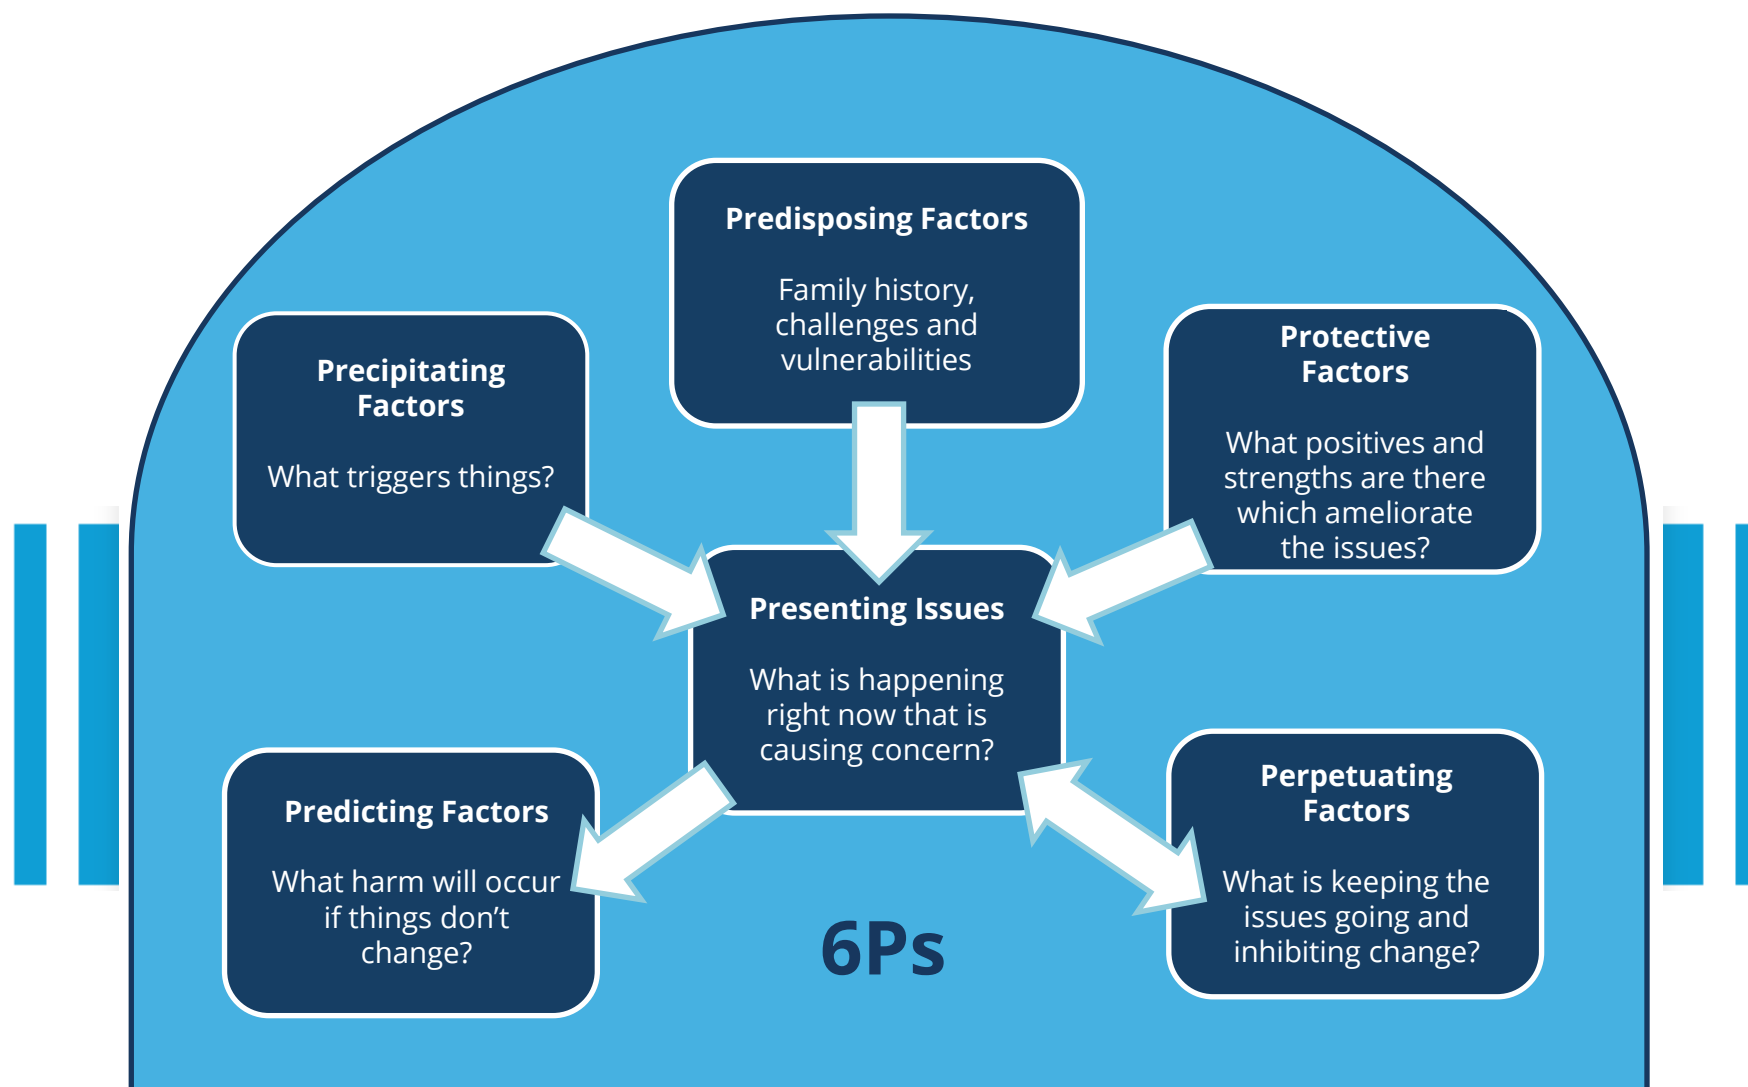 Predisposing Factors
Family history,
challenges and
vulnerabilities
Precipitating
Factors
What triggers things?
Protective
Factors
What positives and
strengths are there
which ameliorate
the issues?
Presenting Issues
What is happening
right now that is
causing concern?
Predicting Factors
What harm will occur
if things don’t
change?
Perpetuating
Factors
What is keeping the
issues going and
inhibiting change?
6Ps